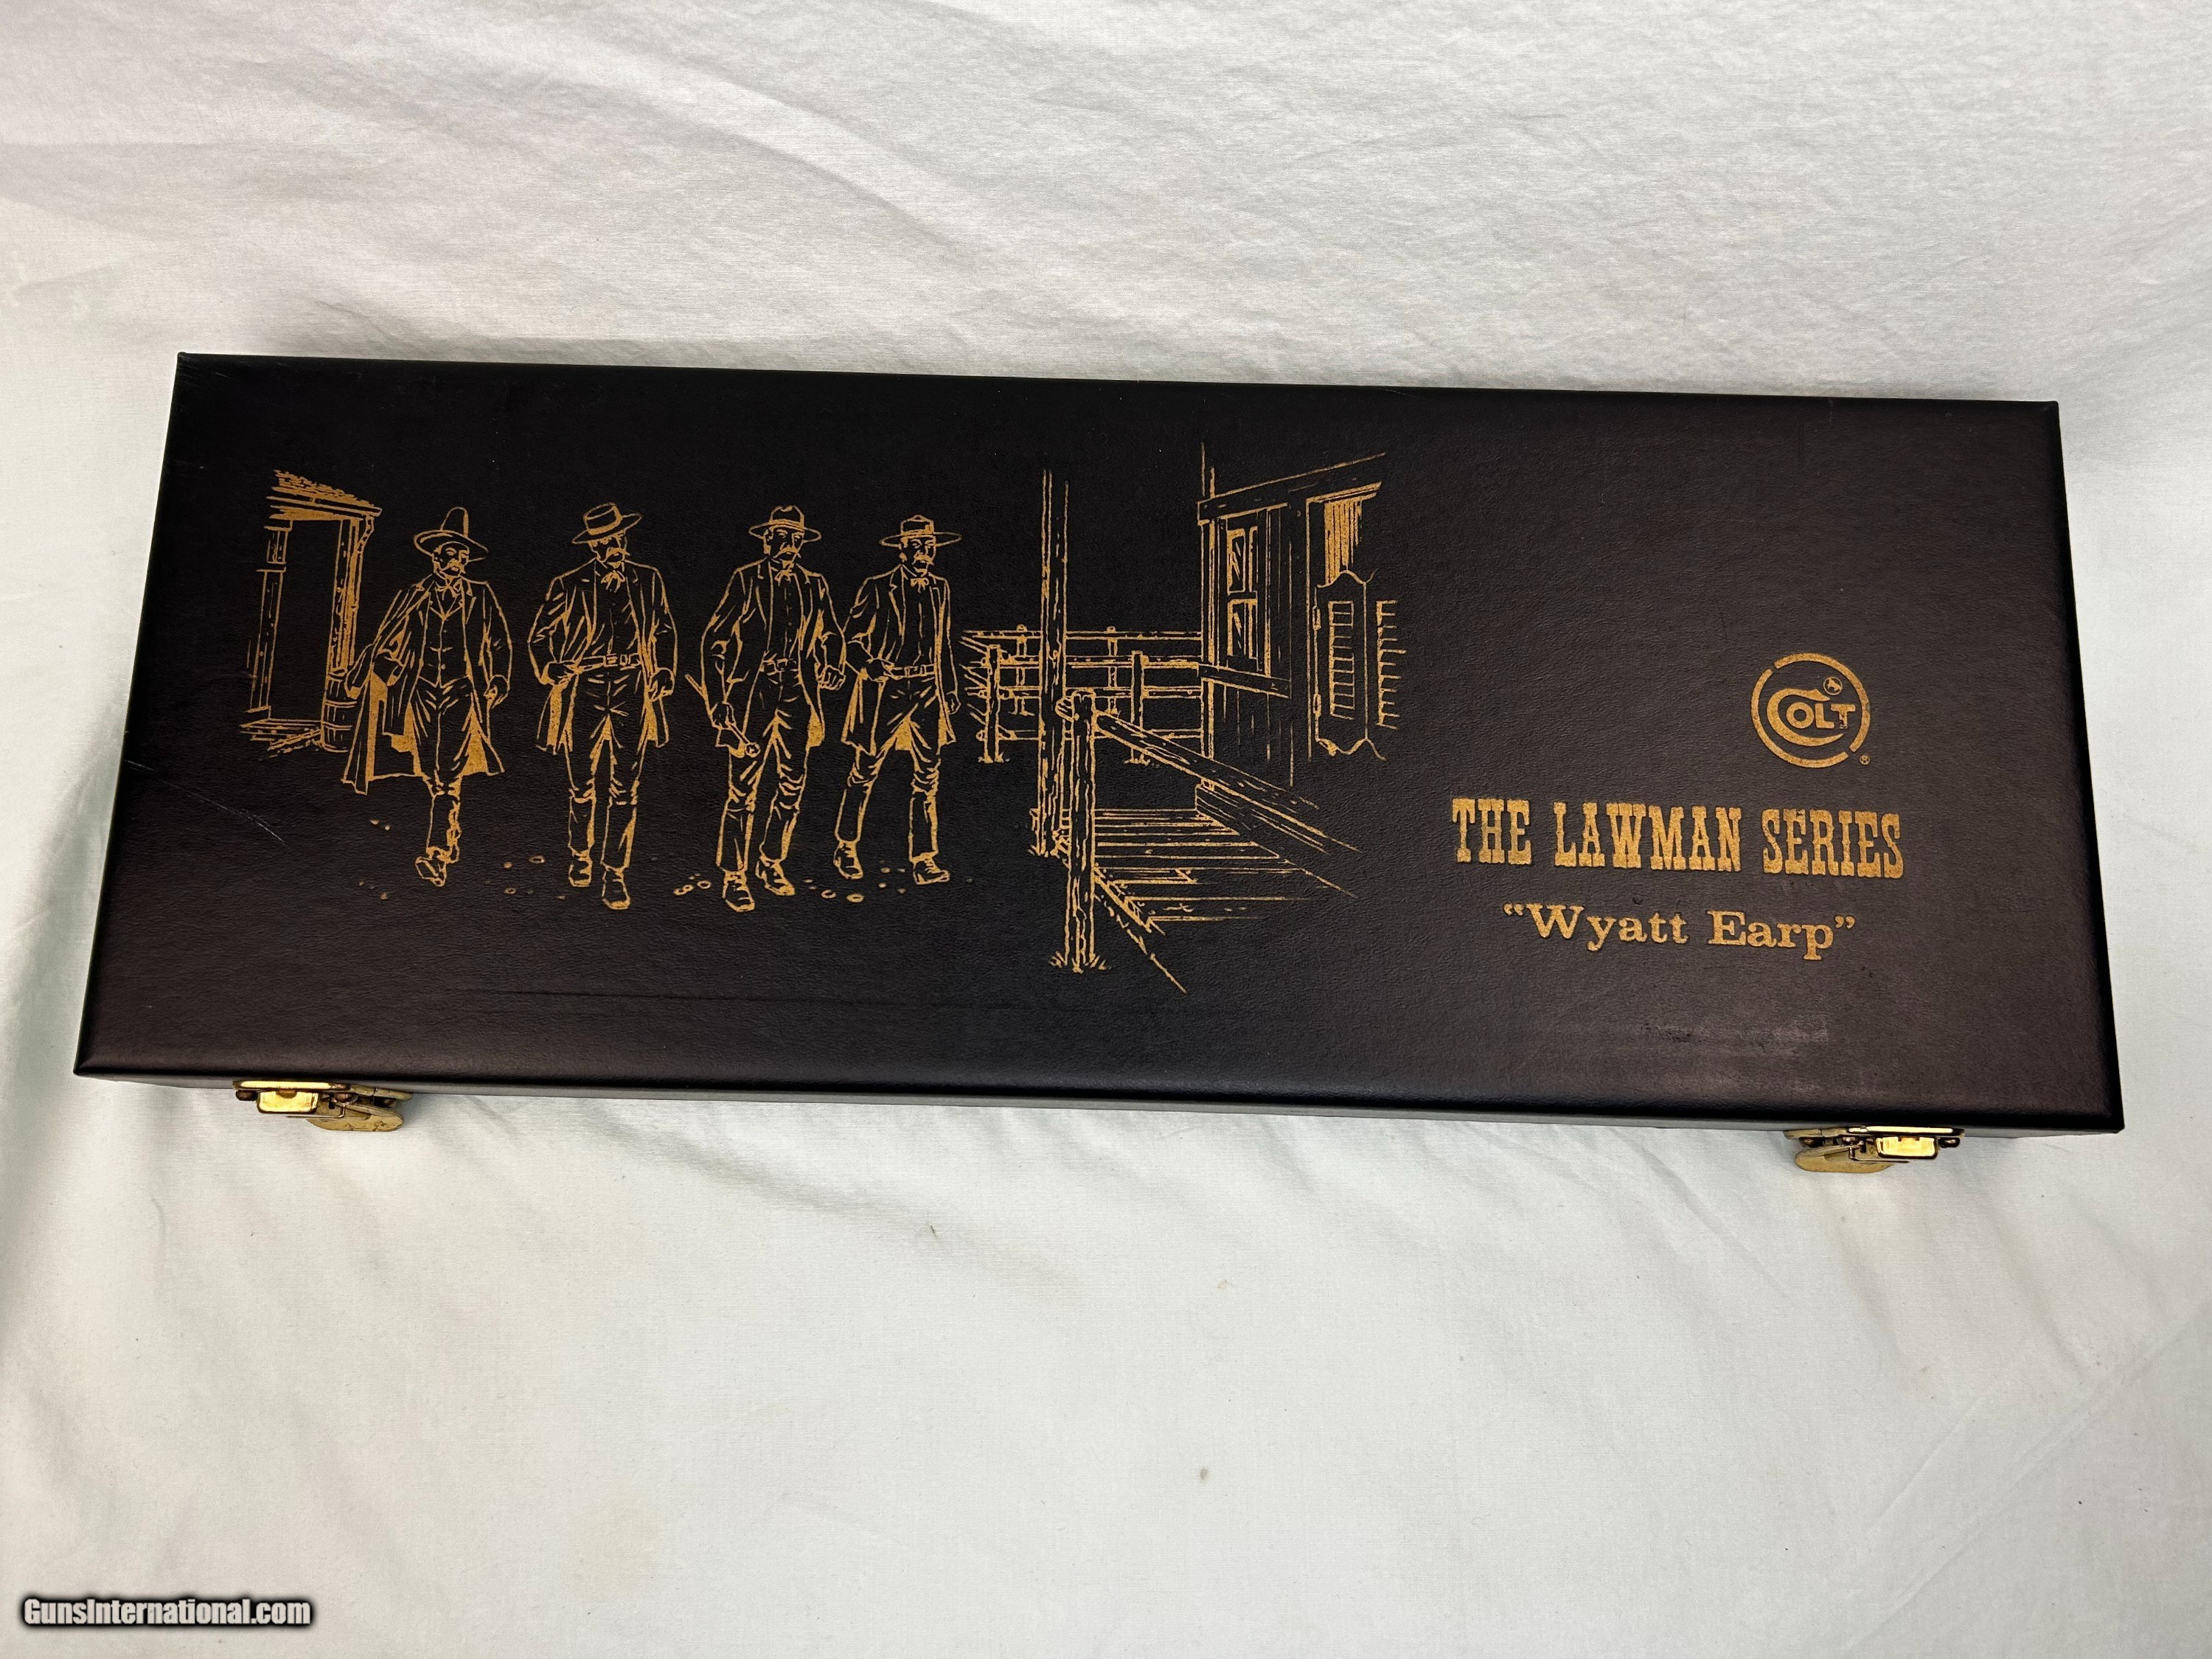 COLT
®
THE LAWMAN SERIES
“Wyatt Earp”
GunsInternational.com